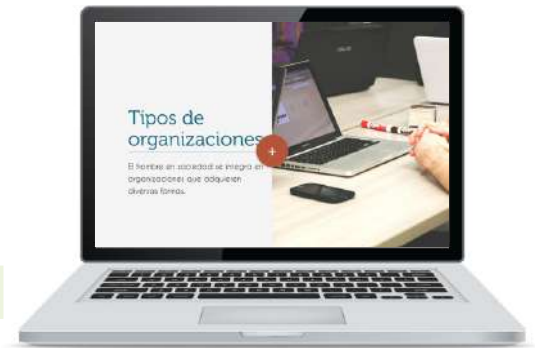 Tipos de
organizaciones
+
El hombre en sociedad se integra en
organizaciones que adquieren
diversas formas.